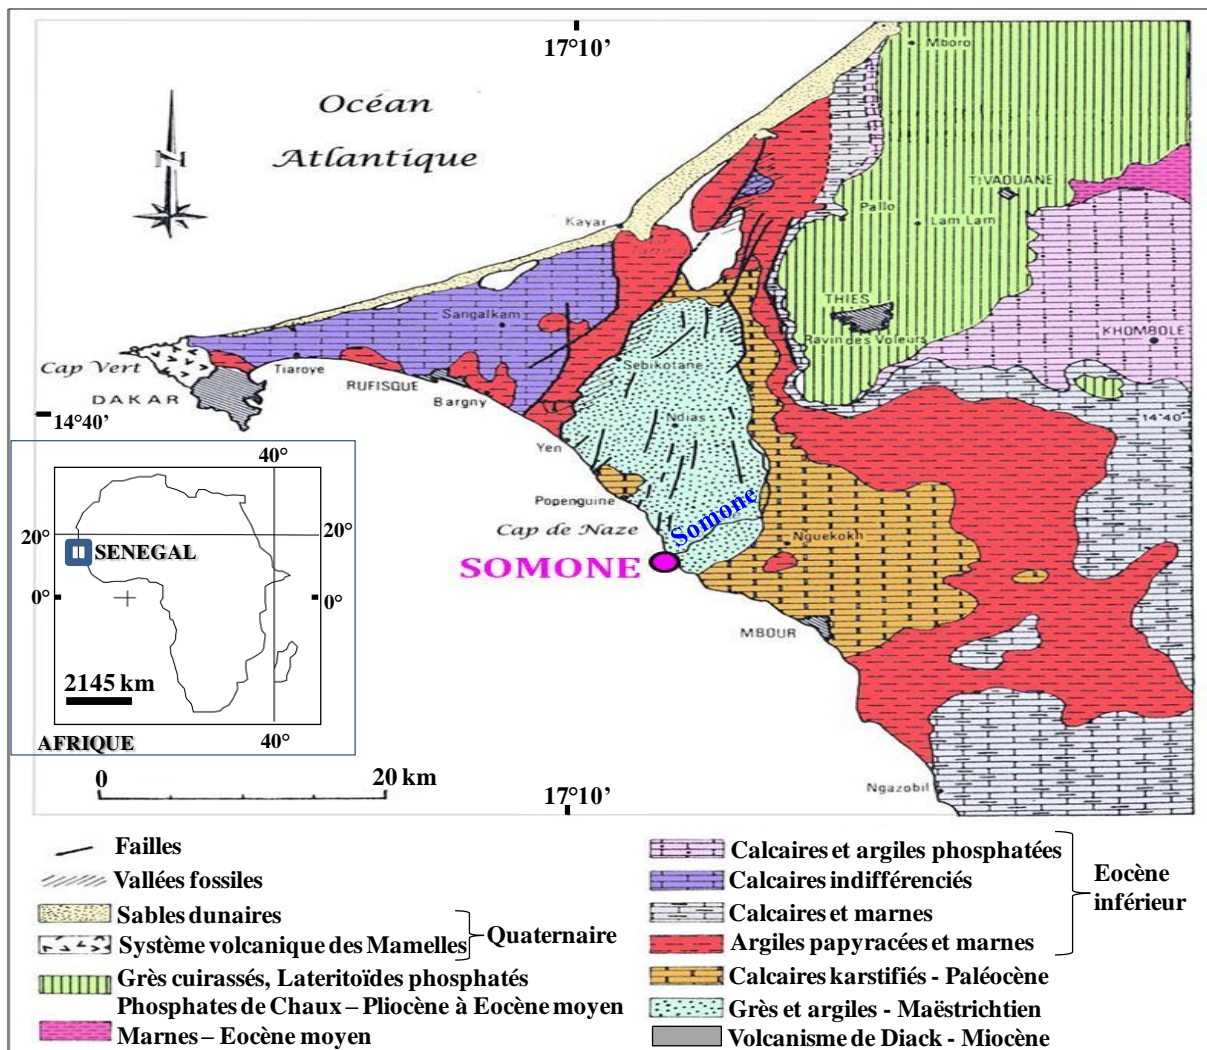 17°10’
Mboro
Océan
Atlantique
N
TIVAOUANE
Pallo
Lam Lam
Kayar
THIES
Sangalkam
Ravin des Voleurs
KHOMBOLE
Cap Vert
Tiaroye
Sebikotane
RUFISQUE
DAKAR
Bargny
14°40’
14°40'
Ndias
Yen
40°
Popenguine
Somone
Cap de Naze
20°
20°
Nguekokh
SENEGAL
SOMONE
0°
0°
MBOUR
2145 km
AFRIQUE
40°
0
20 km
17°10’
Ngazobil
Failles
Vallées fossiles
Sables dunaires
Système volcanique des Mamelles
Quaternaire
Grès cuirassés, Lateritoïdes phosphatés
Phosphates de Chaux – Pliocène à Eocène moyen
Marnes – Eocène moyen
Calcaires et argiles phosphatées
Calcaires indifférenciés
Calcaires et marnes
Argiles papyracées et marnes
Eocène
inférieur
Calcaires karstifiés - Paléocène
Grès et argiles - Maëstrichtien
Volcanisme de Diack - Miocène